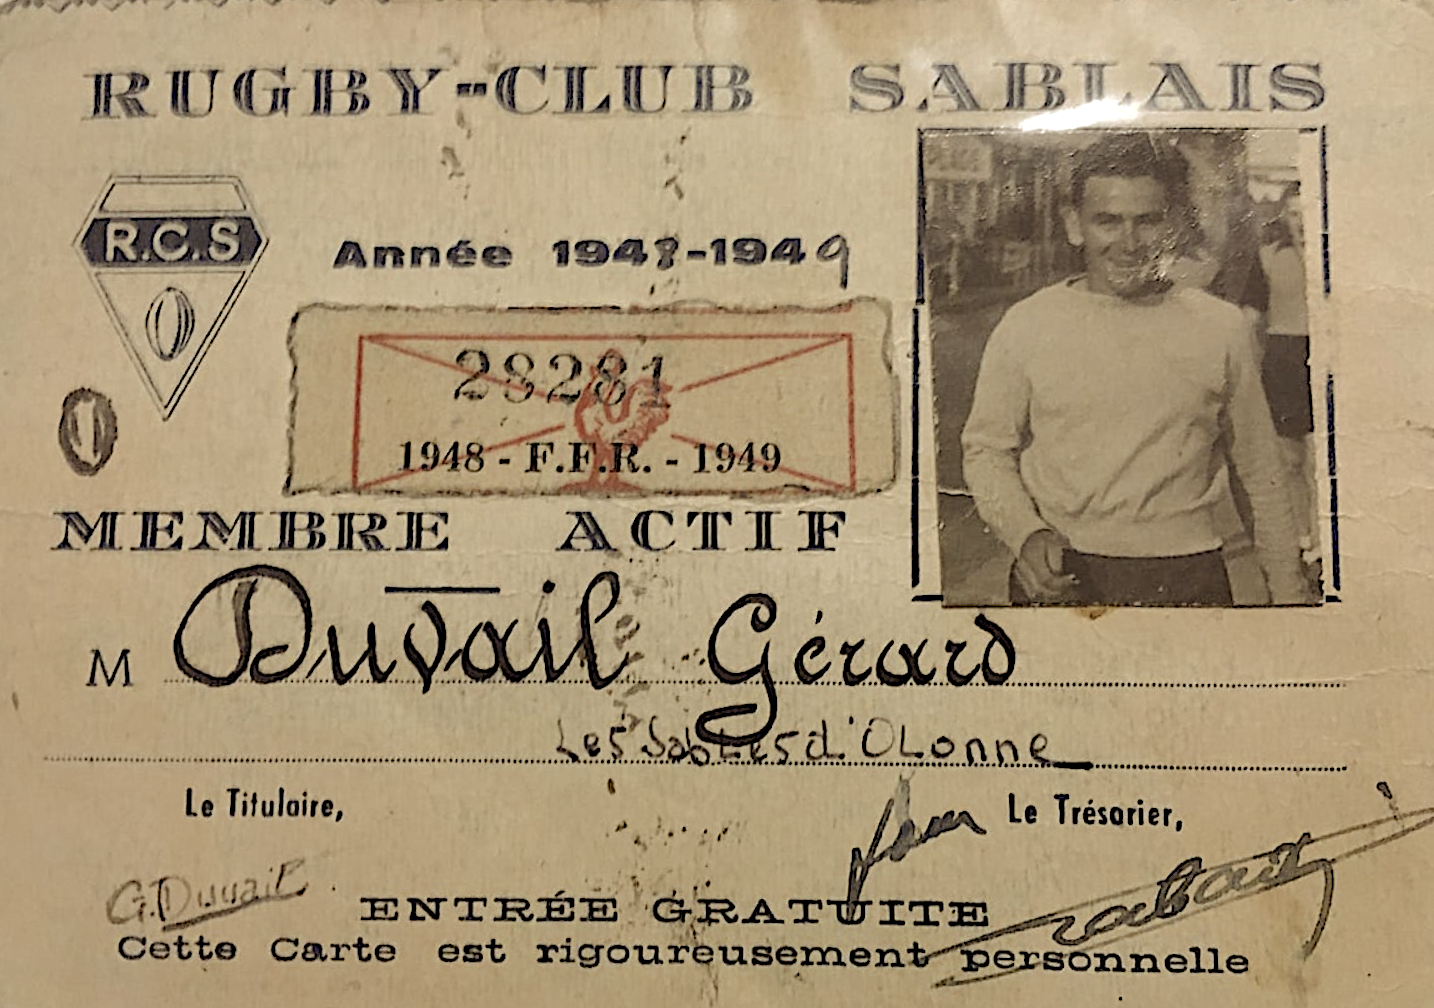 RUGBY-CLUB SABLAIS
R.C.S
Année 1948-1949
28281
1948 - F.F.R. - 1949
MEMBRE ACTIF
M Duvail Gérard
Les Sables d'OLonne
Le Titulaire,
Le Trésorier,
G.Duvail
ENTRÉE GRATUITE
Cette Carte est rigoureusement personnelle